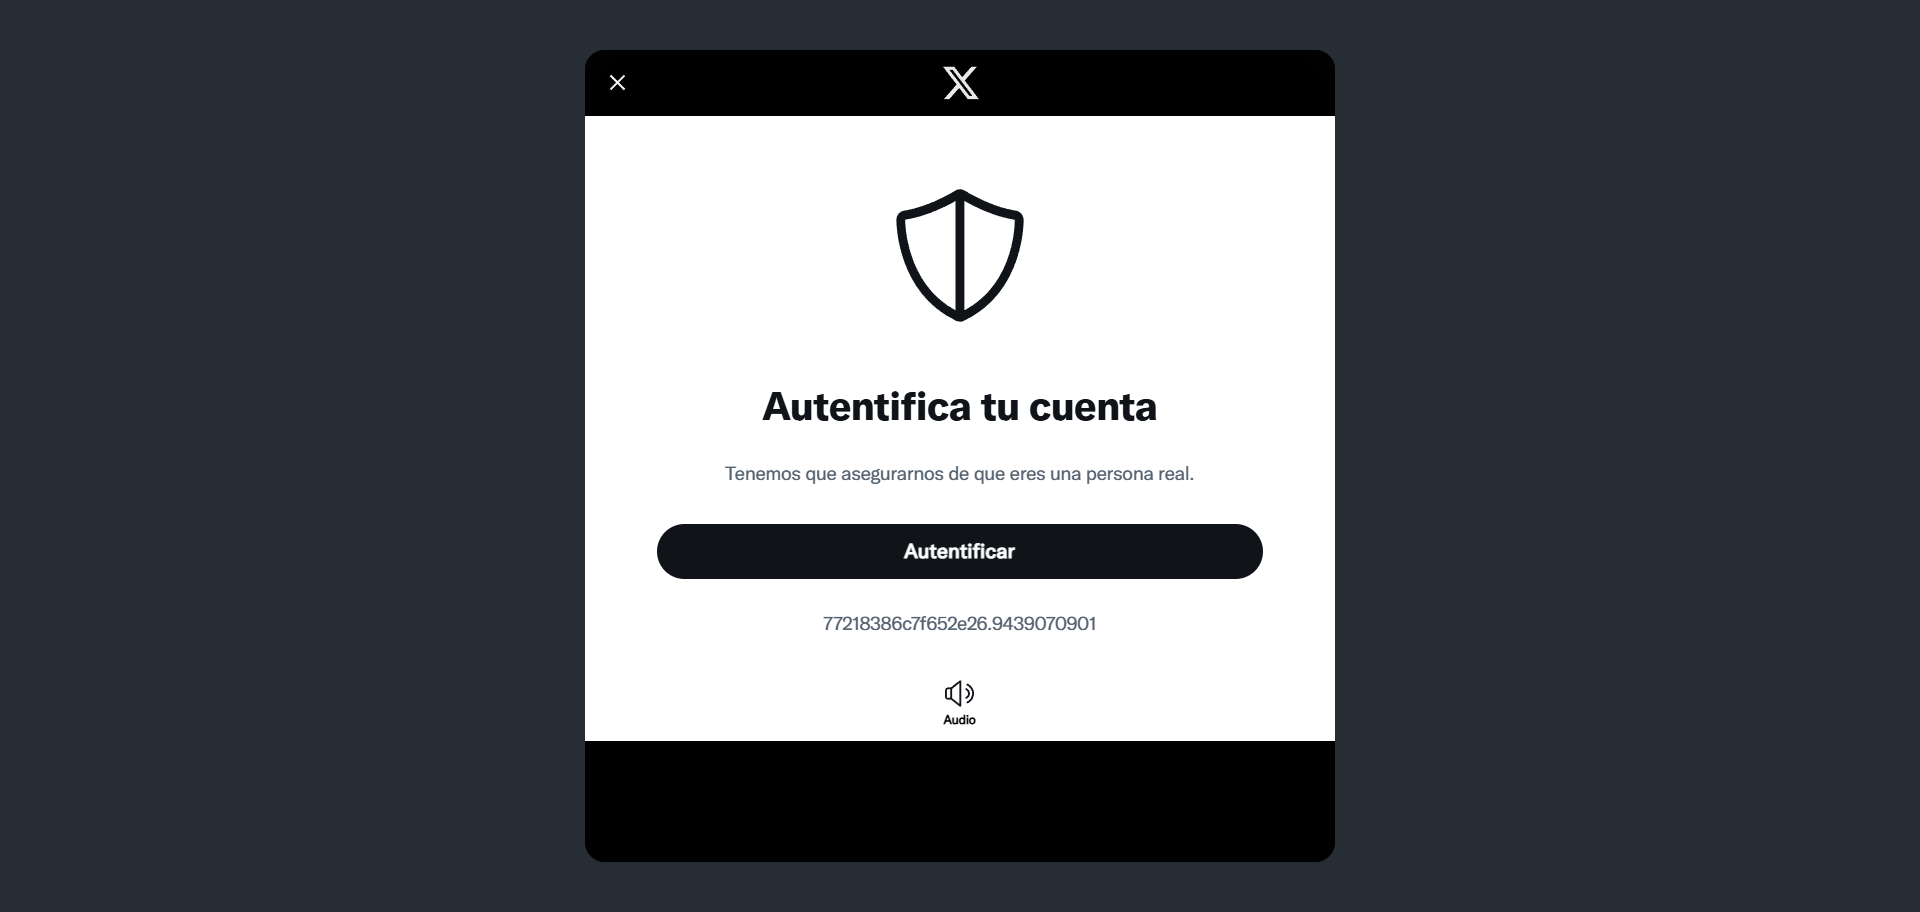 Autentifica tu cuenta
Tenemos que asegurarnos de que eres una persona real.
Autentificar
77218386c7f652e26.9439070901
Audio